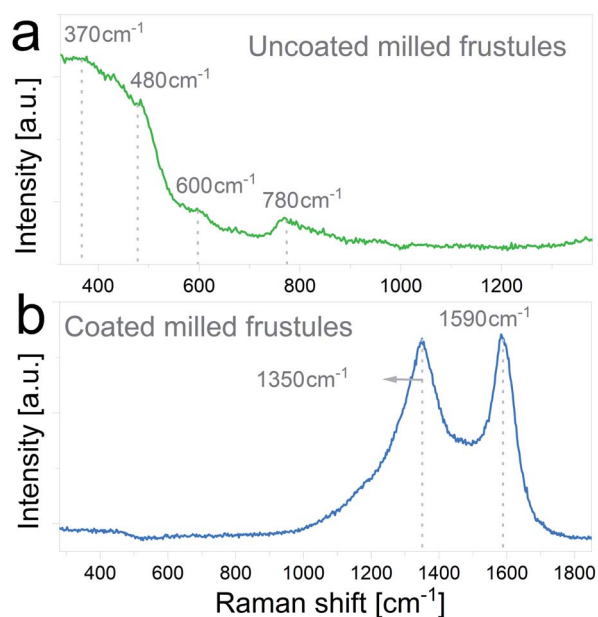 a
370cm⁻¹
Uncoated milled frustules
480cm⁻¹
600cm⁻¹
780cm⁻¹
Intensity [a.u.]
400 600 800 1000 1200
b
Coated milled frustules
1590cm⁻¹
1350cm⁻¹
Intensity [a.u.]
400 600 800 1000 1200 1400 1600 1800
Raman shift [cm⁻¹]